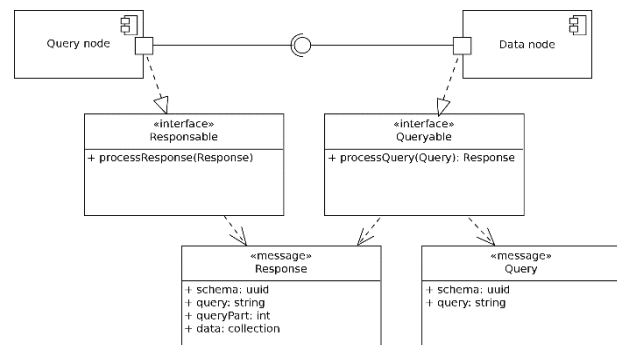 Query node
Data node
«interface»
Responsable
+ processResponse(Response)
«interface»
Queryable
+ processQuery(Query): Response
«message»
Response
+ schema: uuid
+ query: string
+ queryPart: int
+ data: collection
«message»
Query
+ schema: uuid
+ query: string